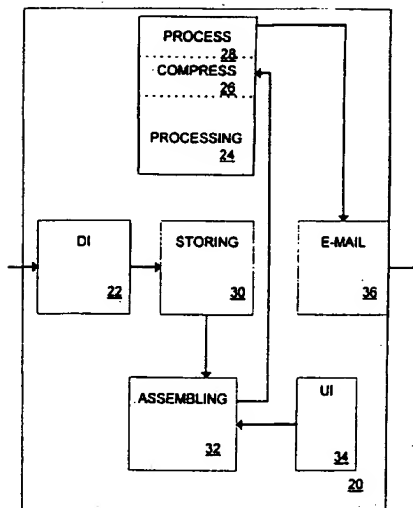 PROCESS
28
COMPRESS
26
PROCESSING
24
DI
22
STORING
30
E-MAIL
36
ASSEMBLING
32
UI
34
20